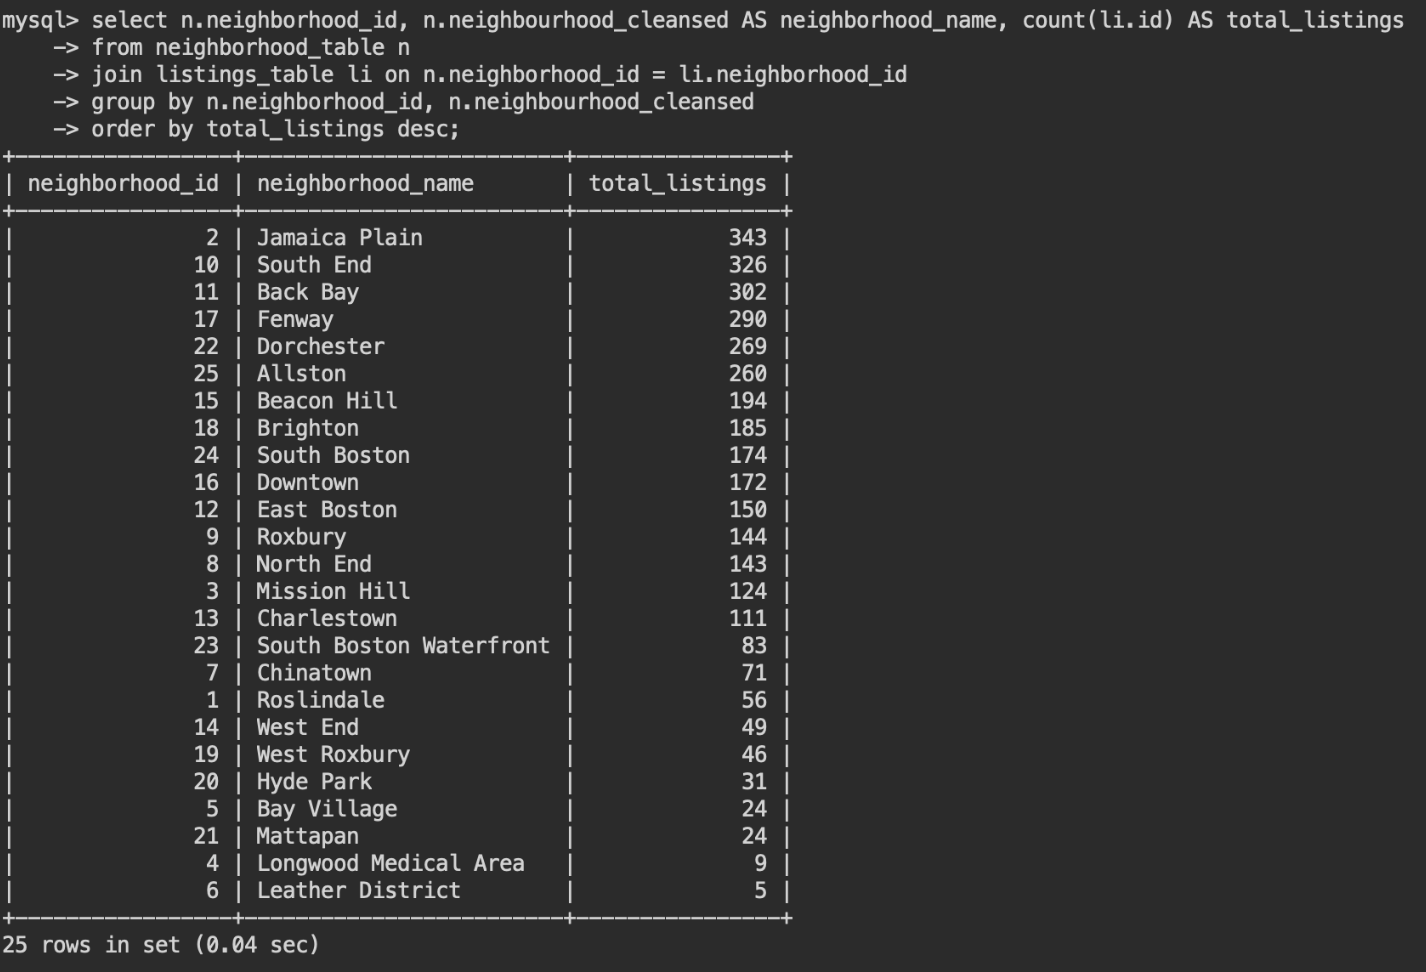 mysql> select n.neighborhood_id, n.neighbourhood_cleansed AS neighborhood_name, count(li.id) AS total_listings
    -> from neighborhood_table n
    -> join listings_table li on n.neighborhood_id = li.neighborhood_id
    -> group by n.neighborhood_id, n.neighbourhood_cleansed
    -> order by total_listings desc;
+-----------------+-------------------------+----------------+
| neighborhood_id | neighborhood_name       | total_listings |
+-----------------+-------------------------+----------------+
|               2 | Jamaica Plain           |            343 |
|              10 | South End               |            326 |
|              11 | Back Bay                |            302 |
|              17 | Fenway                  |            290 |
|              22 | Dorchester              |            269 |
|              25 | Allston                 |            260 |
|              15 | Beacon Hill             |            194 |
|              18 | Brighton                |            185 |
|              24 | South Boston            |            174 |
|              16 | Downtown                |            172 |
|              12 | East Boston             |            150 |
|               9 | Roxbury                 |            144 |
|               8 | North End               |            143 |
|               3 | Mission Hill            |            124 |
|              13 | Charlestown             |            111 |
|              23 | South Boston Waterfront |             83 |
|               7 | Chinatown               |             71 |
|               1 | Roslindale              |             56 |
|              14 | West End                |             49 |
|              19 | West Roxbury            |             46 |
|              20 | Hyde Park               |             31 |
|               5 | Bay Village             |             24 |
|              21 | Mattapan                |             24 |
|               4 | Longwood Medical Area   |              9 |
|               6 | Leather District        |              5 |
+-----------------+-------------------------+----------------+
25 rows in set (0.04 sec)